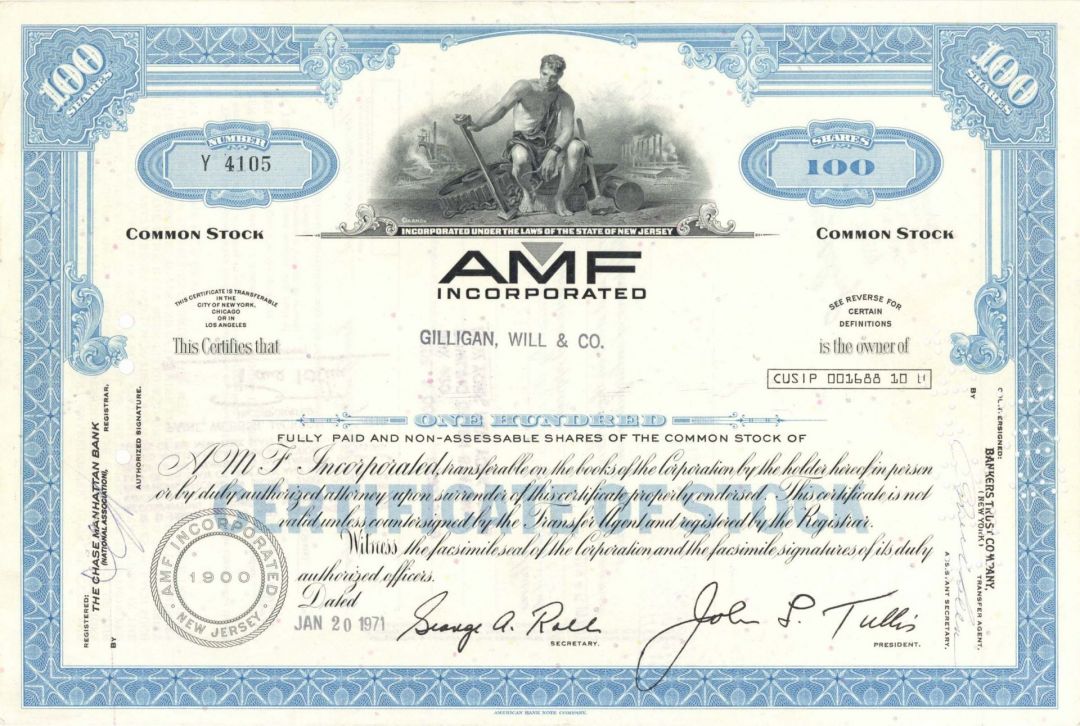 100 SHARES
100 SHARES
NUMBER
Y 4105
SHARES
100
COMMON STOCK
COMMON STOCK
INCORPORATED UNDER THE LAWS OF THE STATE OF NEW JERSEY
AMF
INCORPORATED
THIS CERTIFICATE IS TRANSFERABLE
IN THE
CITY OF NEW YORK,
CHICAGO
OR IN
LOS ANGELES
SEE REVERSE FOR
CERTAIN
DEFINITIONS
This Certifies that
GILLIGAN, WILL & CO.
is the owner of
CUSIP 001688 10 1
ONE HUNDRED
FULLY PAID AND NON-ASSESSABLE SHARES OF THE COMMON STOCK OF
AMF Incorporated, transferable on the books of the Corporation by the holder hereof in person
or by duly authorized attorney upon surrender of this certificate properly endorsed. This certificate is not
valid unless countersigned by the Transfer Agent and registered by the Registrar.
Witness the facsimile seal of the Corporation and the facsimile signatures of its duly
authorized officers.
CERTIFICATE OF STOCK
Dated
JAN 20 1971
George A. Roll
SECRETARY.
John L. Tullis
PRESIDENT.
AMF INCORPORATED
1900
NEW JERSEY
REGISTERED:
THE CHASE MANHATTAN BANK
(NATIONAL ASSOCIATION),
REGISTRAR.
BY
AUTHORIZED SIGNATURE.
COUNTERSIGNED:
BANKERS TRUST COMPANY,
(NEW YORK)
TRANSFER AGENT,
BY
ASSISTANT SECRETARY.
AMERICAN BANK NOTE COMPANY.